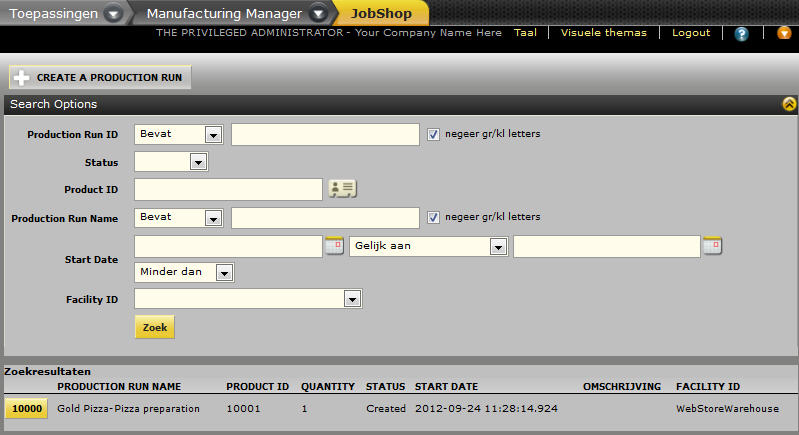 Toepassingen Manufacturing Manager JobShop
THE PRIVILEGED ADMINISTRATOR - Your Company Name Here Taal | Visuele themas | Logout | ? |
CREATE A PRODUCTION RUN
Search Options
Production Run ID Bevat negeer gr/kl letters
Status
Product ID
Production Run Name Bevat negeer gr/kl letters
Start Date Gelijk aan
Minder dan
Facility ID
Zoek
Zoekresultaten
PRODUCTION RUN NAME PRODUCT ID QUANTITY STATUS START DATE OMSCHRIJVING FACILITY ID
10000 Gold Pizza-Pizza preparation 10001 1 Created 2012-09-24 11:28:14.924 WebStoreWarehouse